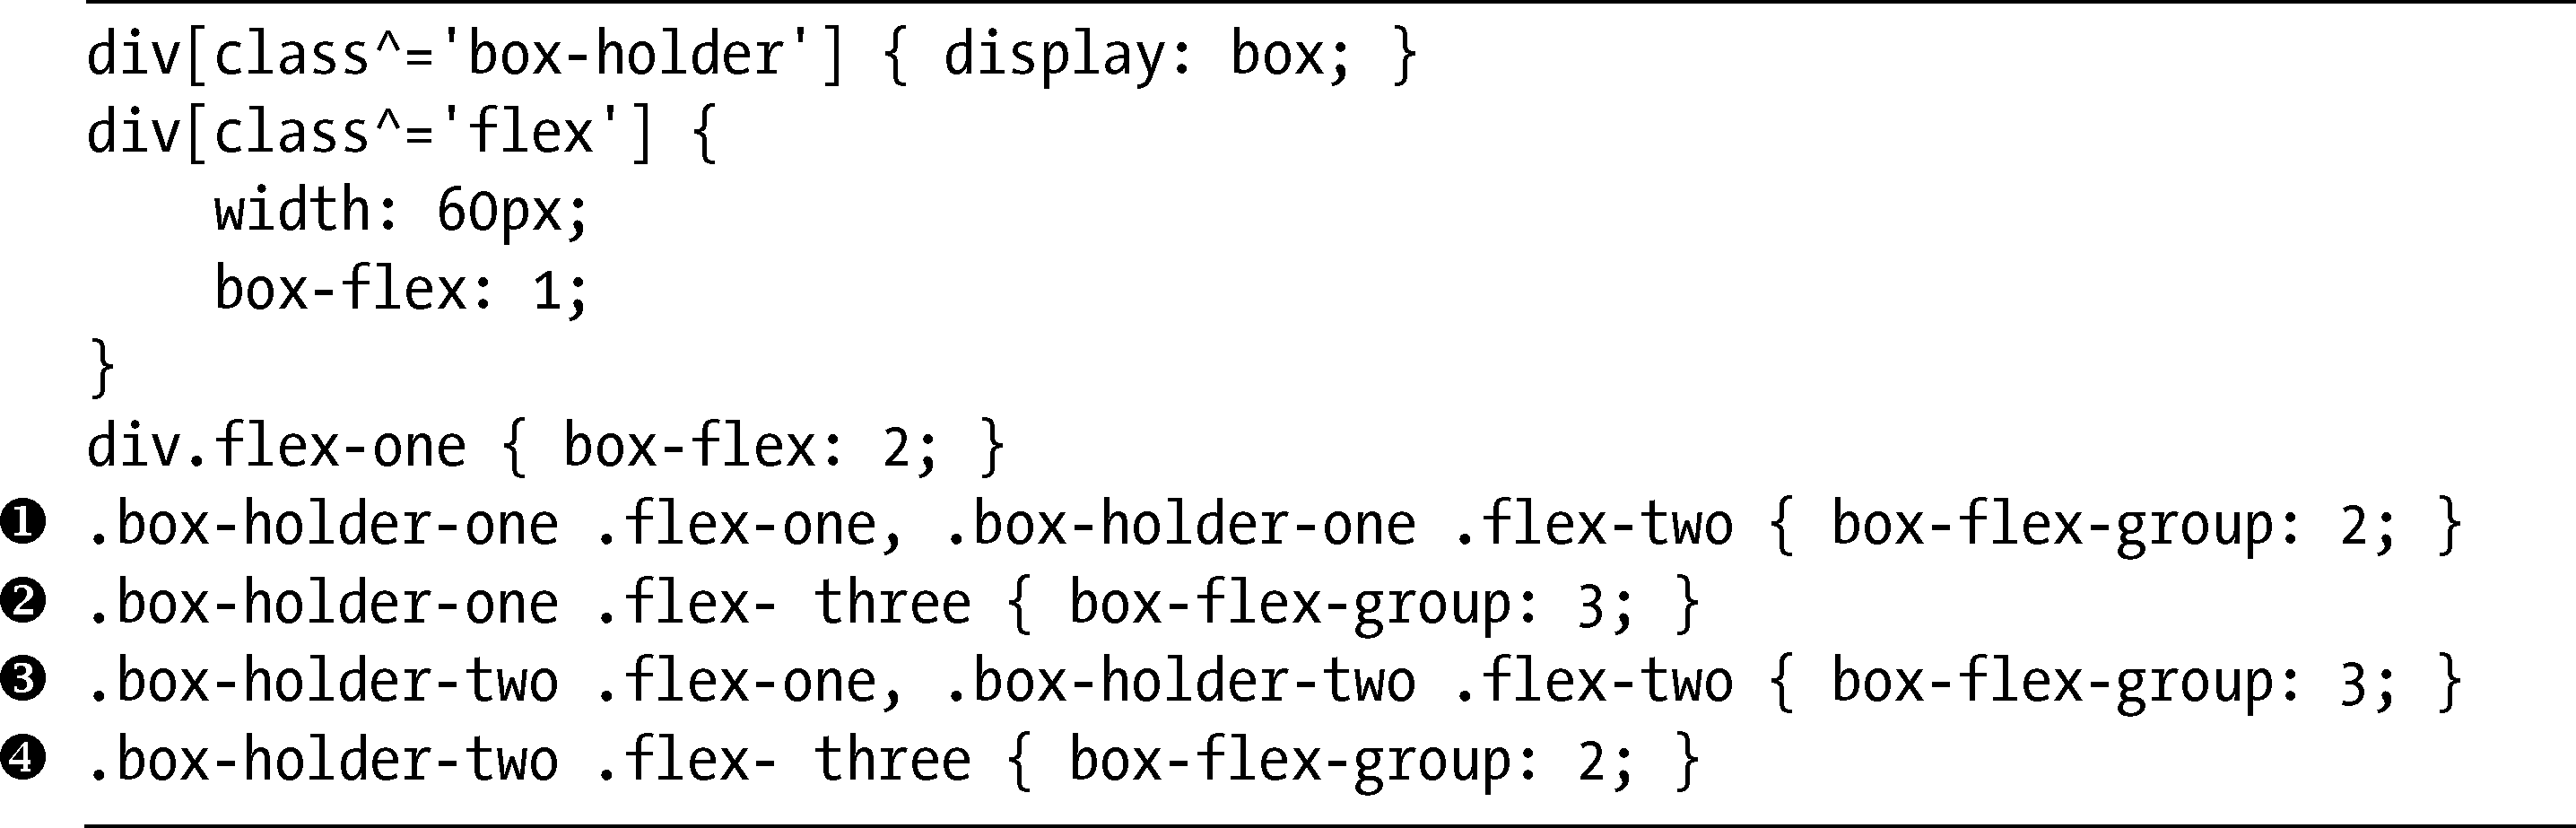 div[class^='box-holder'] { display: box; }
div[class^='flex'] {
    width: 60px;
    box-flex: 1;
}
div.flex-one { box-flex: 2; }
❶ .box-holder-one .flex-one, .box-holder-one .flex-two { box-flex-group: 2; }
❷ .box-holder-one .flex- three { box-flex-group: 3; }
❸ .box-holder-two .flex-one, .box-holder-two .flex-two { box-flex-group: 3; }
❹ .box-holder-two .flex- three { box-flex-group: 2; }